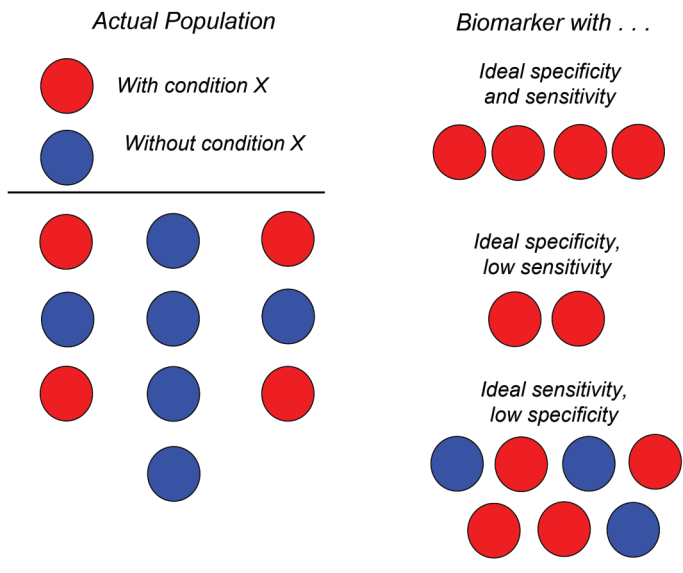 Actual Population
With condition X
Without condition X
Biomarker with . . .
Ideal specificity
and sensitivity
Ideal specificity,
low sensitivity
Ideal sensitivity,
low specificity